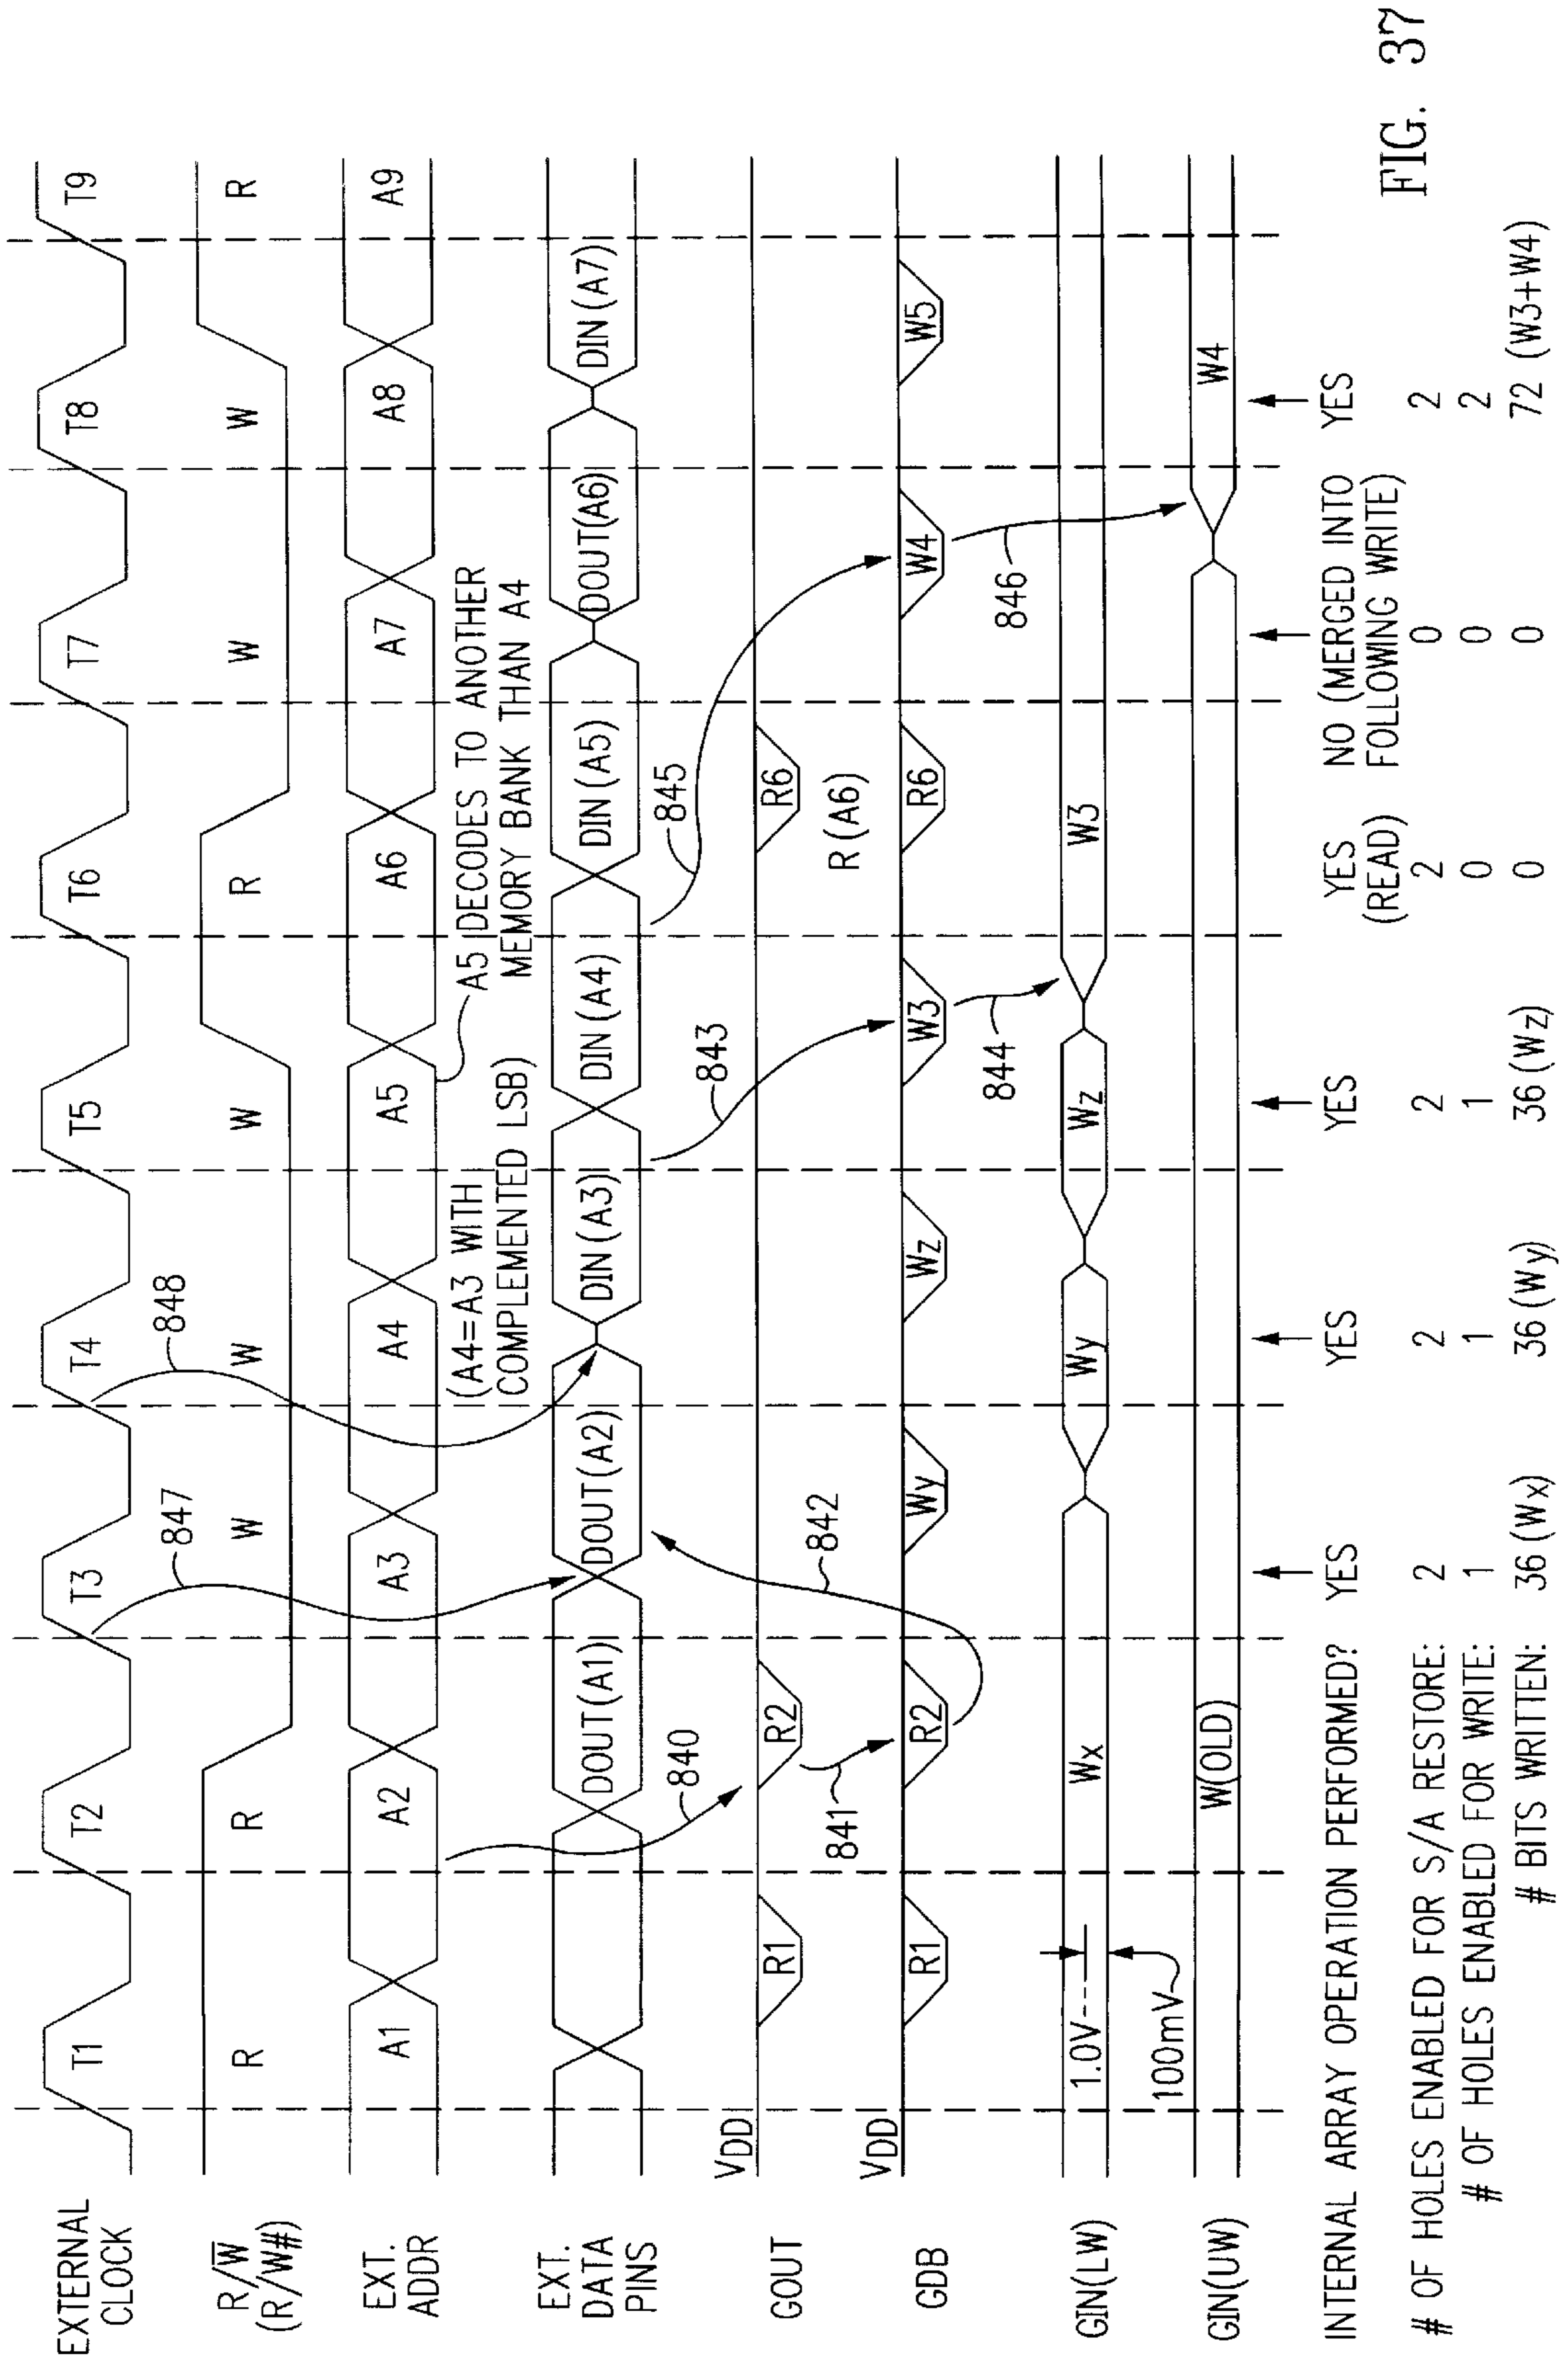 EXTERNAL
CLOCK
T1 T2 T3 T4 T5 T6 T7 T8 T9
R/W̅
(R/W#)
R R W W W R W W R
EXT.
ADDR
A1 A2 A3 A4 A5 A6 A7 A8 A9
847
848
(A4=A3 WITH
COMPLEMENTED LSB)
A5 DECODES TO ANOTHER
MEMORY BANK THAN A4
EXT.
DATA
PINS
DOUT(A1) DOUT(A2) DIN(A3) DIN(A4) DIN(A5) DOUT(A6) DIN(A7)
840
842
843
845
GOUT
VDD
R1 R2 R6
841
R(A6)
GDB
VDD
R1 R2 Wy Wz W3 R6 W4 W5
844
846
GIN(LW)
1.0V
100mV
Wx Wy Wz W3
GIN(UW)
W(OLD) W4
INTERNAL ARRAY OPERATION PERFORMED? YES YES YES YES
(READ) NO (MERGED INTO
FOLLOWING WRITE) YES
# OF HOLES ENABLED FOR S/A RESTORE: 2 2 2 2 0 2
# OF HOLES ENABLED FOR WRITE: 1 1 1 0 0 2
# BITS WRITTEN: 36 (Wx) 36 (Wy) 36 (Wz) 0 0 72 (W3+W4)
FIG. 37